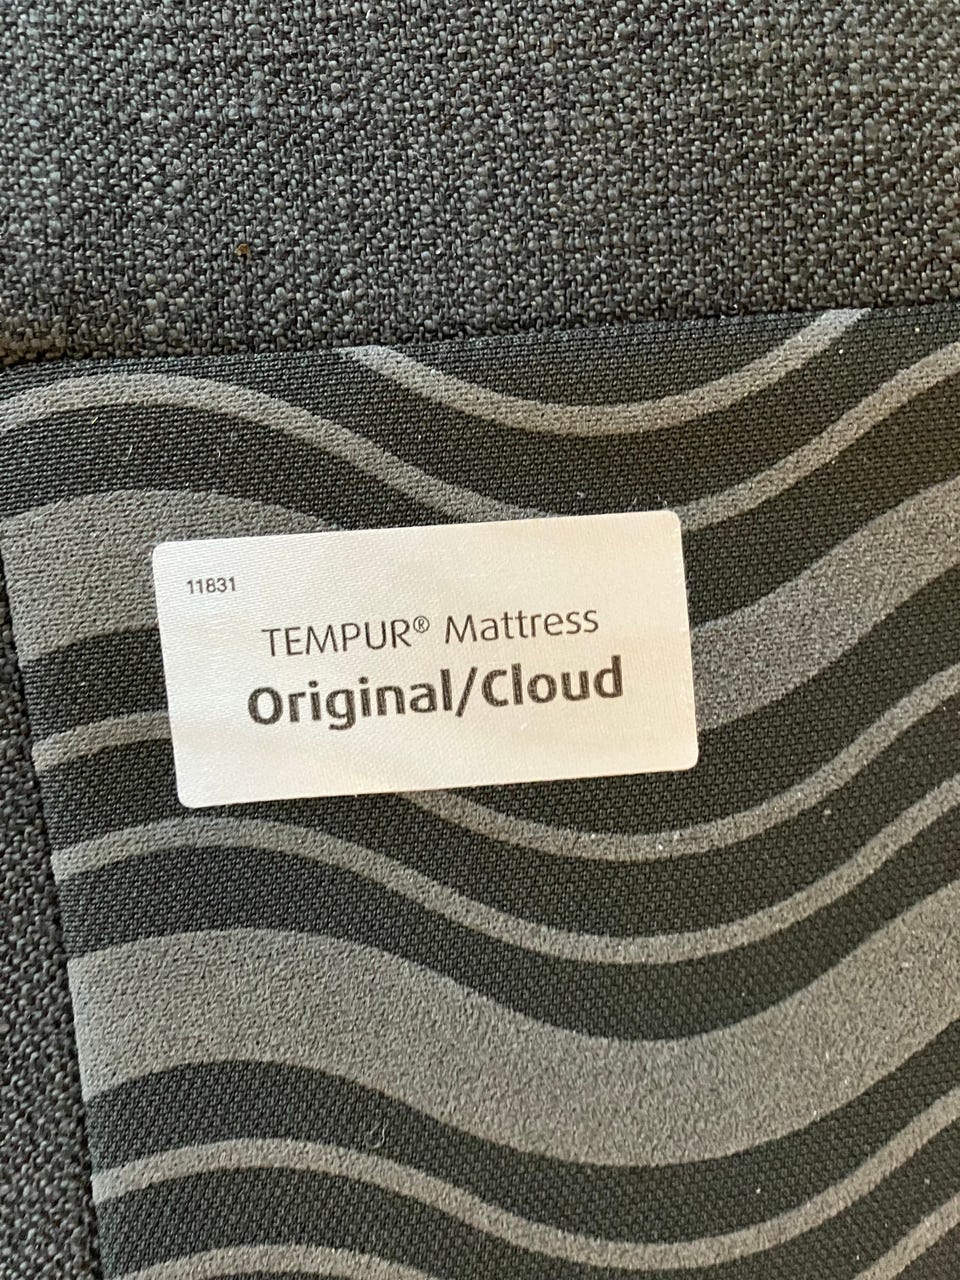 11831
TEMPUR® Mattress
Original/Cloud